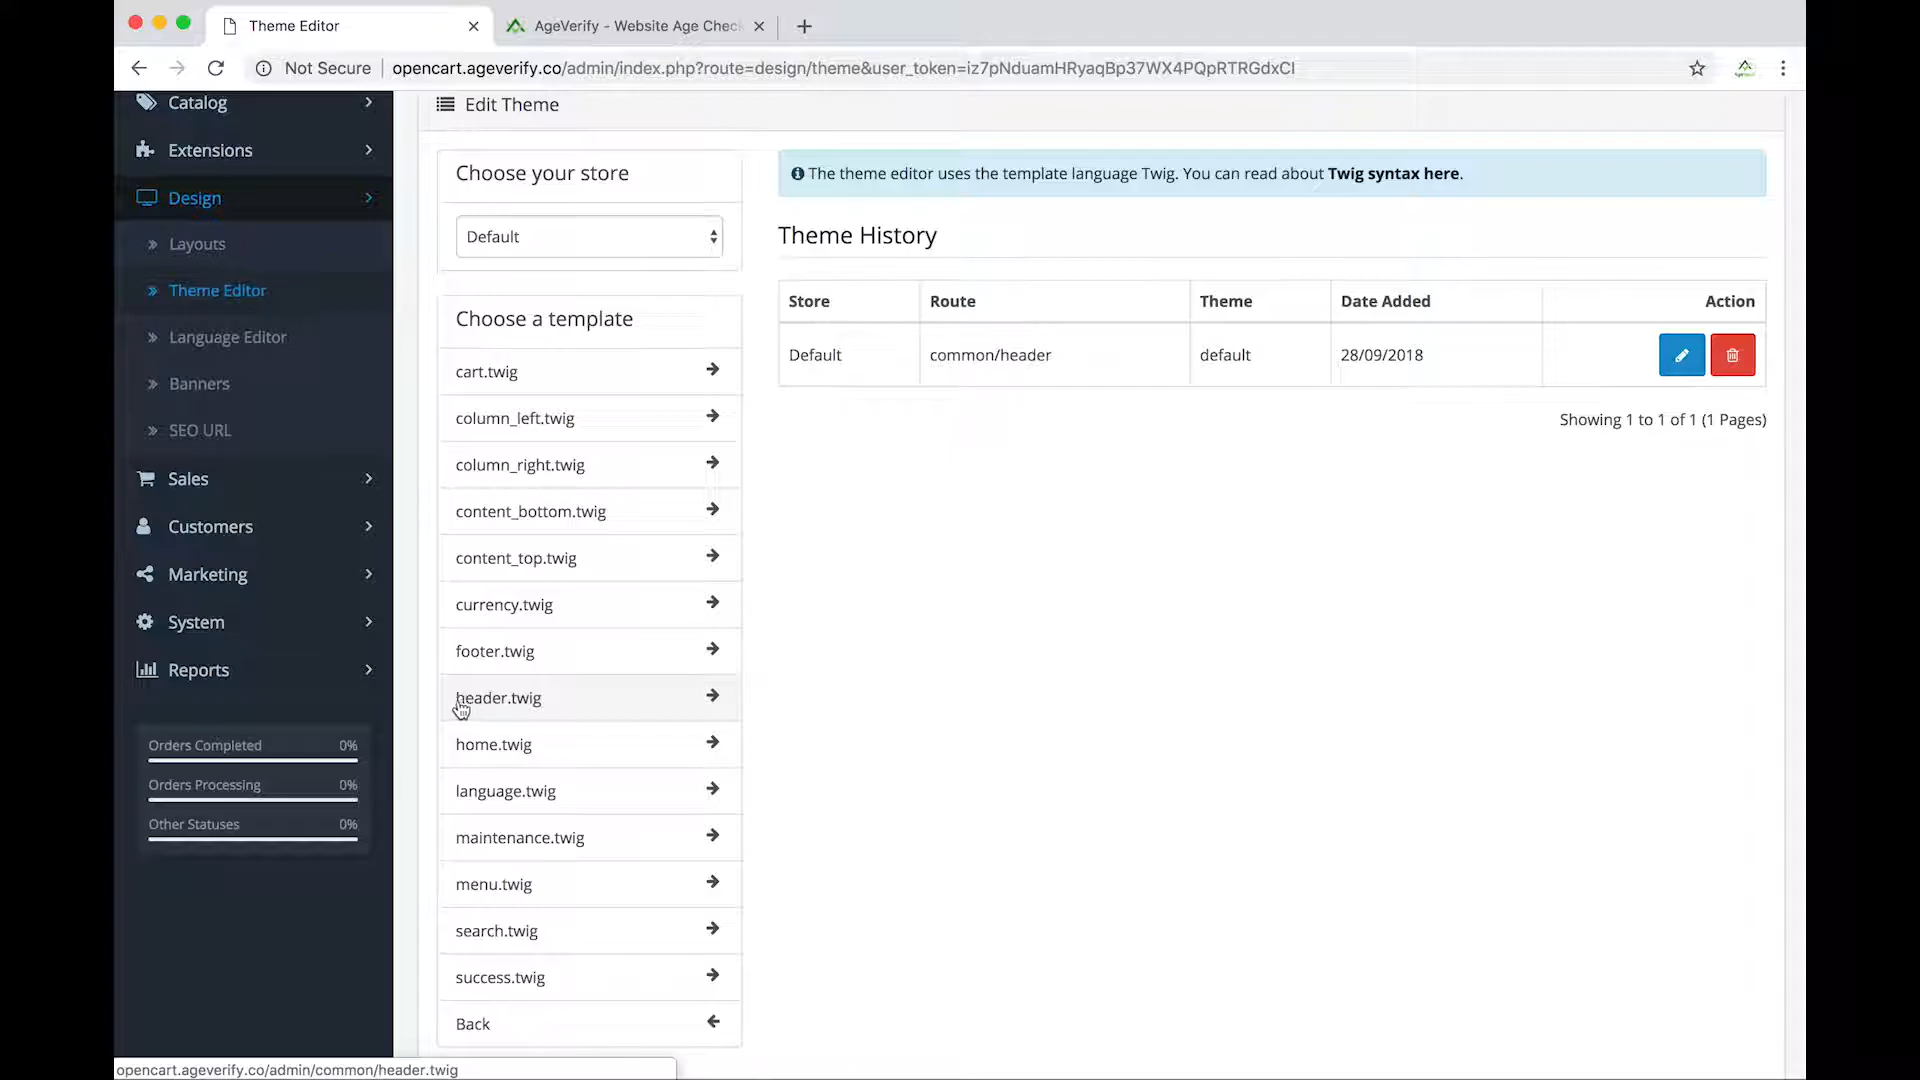 Theme Editor
AgeVerify - Website Age Chec
Not Secure
opencart.ageverify.co/admin/index.php?route=design/theme&user_token=iz7pNduamHRyaqBp37WX4PQpRTRGdxCI
Catalog
Extensions
Design
Layouts
Theme Editor
Language Editor
Banners
SEO URL
Sales
Customers
Marketing
System
Reports
Orders Completed 0%
Orders Processing 0%
Other Statuses 0%
Edit Theme
Choose your store
Default
Choose a template
cart.twig
column_left.twig
column_right.twig
content_bottom.twig
content_top.twig
currency.twig
footer.twig
header.twig
home.twig
language.twig
maintenance.twig
menu.twig
search.twig
success.twig
Back
The theme editor uses the template language Twig. You can read about Twig syntax here.
Theme History
Store Route Theme Date Added Action
Default common/header default 28/09/2018
Showing 1 to 1 of 1 (1 Pages)
opencart.ageverify.co/admin/common/header.twig